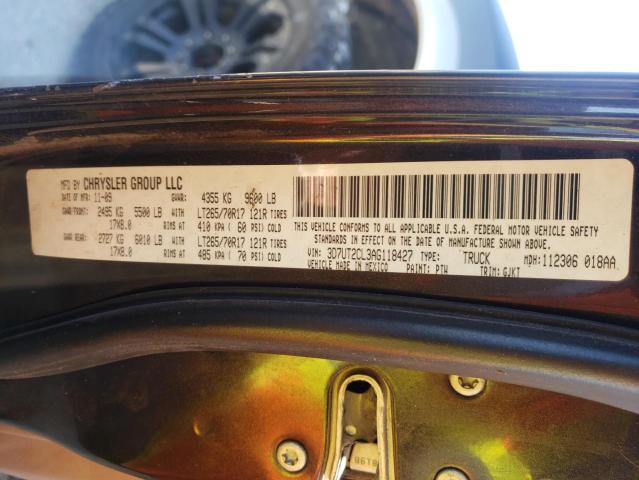 MFD BY CHRYSLER GROUP LLC
DATE OF MFR: 11-09 GVWR: 4355 KG 9600 LB
GAWR FRONT: 2495 KG 5500 LB WITH LT265/70R17 121R TIRES
17X8.0 RIMS AT 410 KPA ( 60 PSI) COLD
GAWR REAR: 2727 KG 6010 LB WITH LT265/70R17 121R TIRES
17X8.0 RIMS AT 485 KPA ( 70 PSI) COLD
THIS VEHICLE CONFORMS TO ALL APPLICABLE U.S.A. FEDERAL MOTOR VEHICLE SAFETY
STANDARDS IN EFFECT ON THE DATE OF MANUFACTURE SHOWN ABOVE.
VIN: 3D7UT2CL3AG118427 TYPE: TRUCK MDH: 112306 018AA
VEHICLE MADE IN MEXICO PAINT: PTW TRIM: GJKT